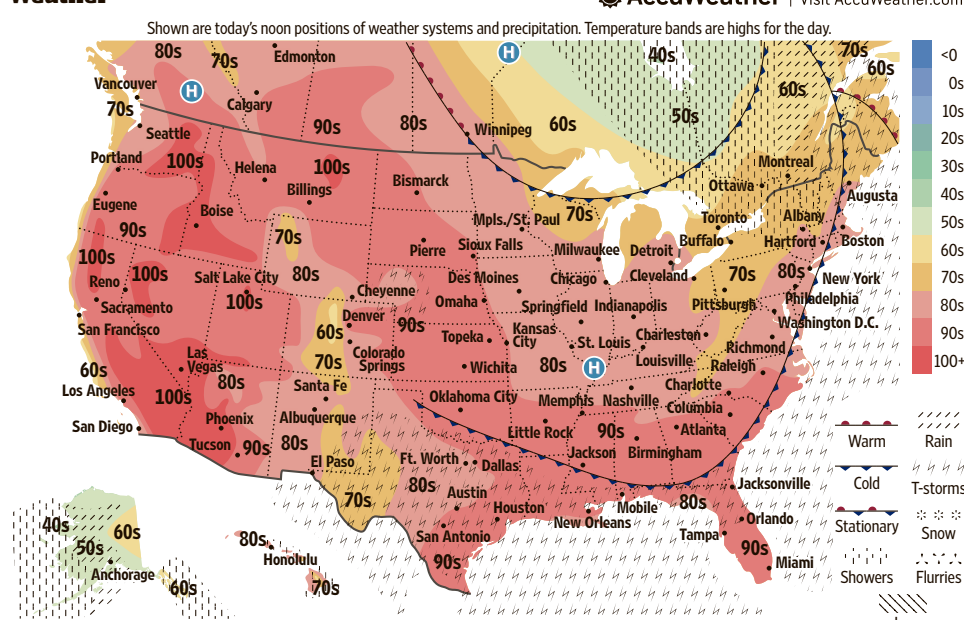 Weather
AccuWeather | Visit AccuWeather.com
Shown are today's noon positions of weather systems and precipitation. Temperature bands are highs for the day.
80s
70s
Edmonton
H
40s
70s
60s
Vancouver
H
Calgary
70s
Seattle
90s
80s
Winnipeg
60s
50s
60s
Portland
100s
Helena
100s
Billings
Bismarck
Montreal
Ottawa
Augusta
Eugene
Boise
90s
70s
Mpls./St. Paul
70s
Toronto
Albany
Pierre
Sioux Falls
Milwaukee
Detroit
Buffalo
Hartford
Boston
100s
Reno
100s
Salt Lake City
100s
80s
Cheyenne
Des Moines
Chicago
Cleveland
70s
80s
New York
Sacramento
Omaha
Springfield
Indianapolis
Pittsburgh
Philadelphia
San Francisco
60s
Denver
90s
Topeka
Kansas
City
St. Louis
Charleston
Washington D.C.
Las
Vegas
70s
Colorado
Springs
Wichita
80s
H
Louisville
Richmond
Raleigh
60s
Los Angeles
100s
80s
Santa Fe
Oklahoma City
Memphis
Nashville
Charlotte
Columbia
San Diego
Phoenix
Albuquerque
Little Rock
90s
Atlanta
Tucson
90s
80s
El Paso
Ft. Worth
Dallas
Jackson
Birmingham
70s
80s
Austin
Houston
New Orleans
Mobile
80s
Jacksonville
San Antonio
90s
Tampa
Orlando
90s
Miami
40s
50s
60s
Anchorage
60s
80s
Honolulu
70s
<0
0s
10s
20s
30s
40s
50s
60s
70s
80s
90s
100+
Warm
Rain
Cold
T-storms
Stationary
Snow
Showers
Flurries